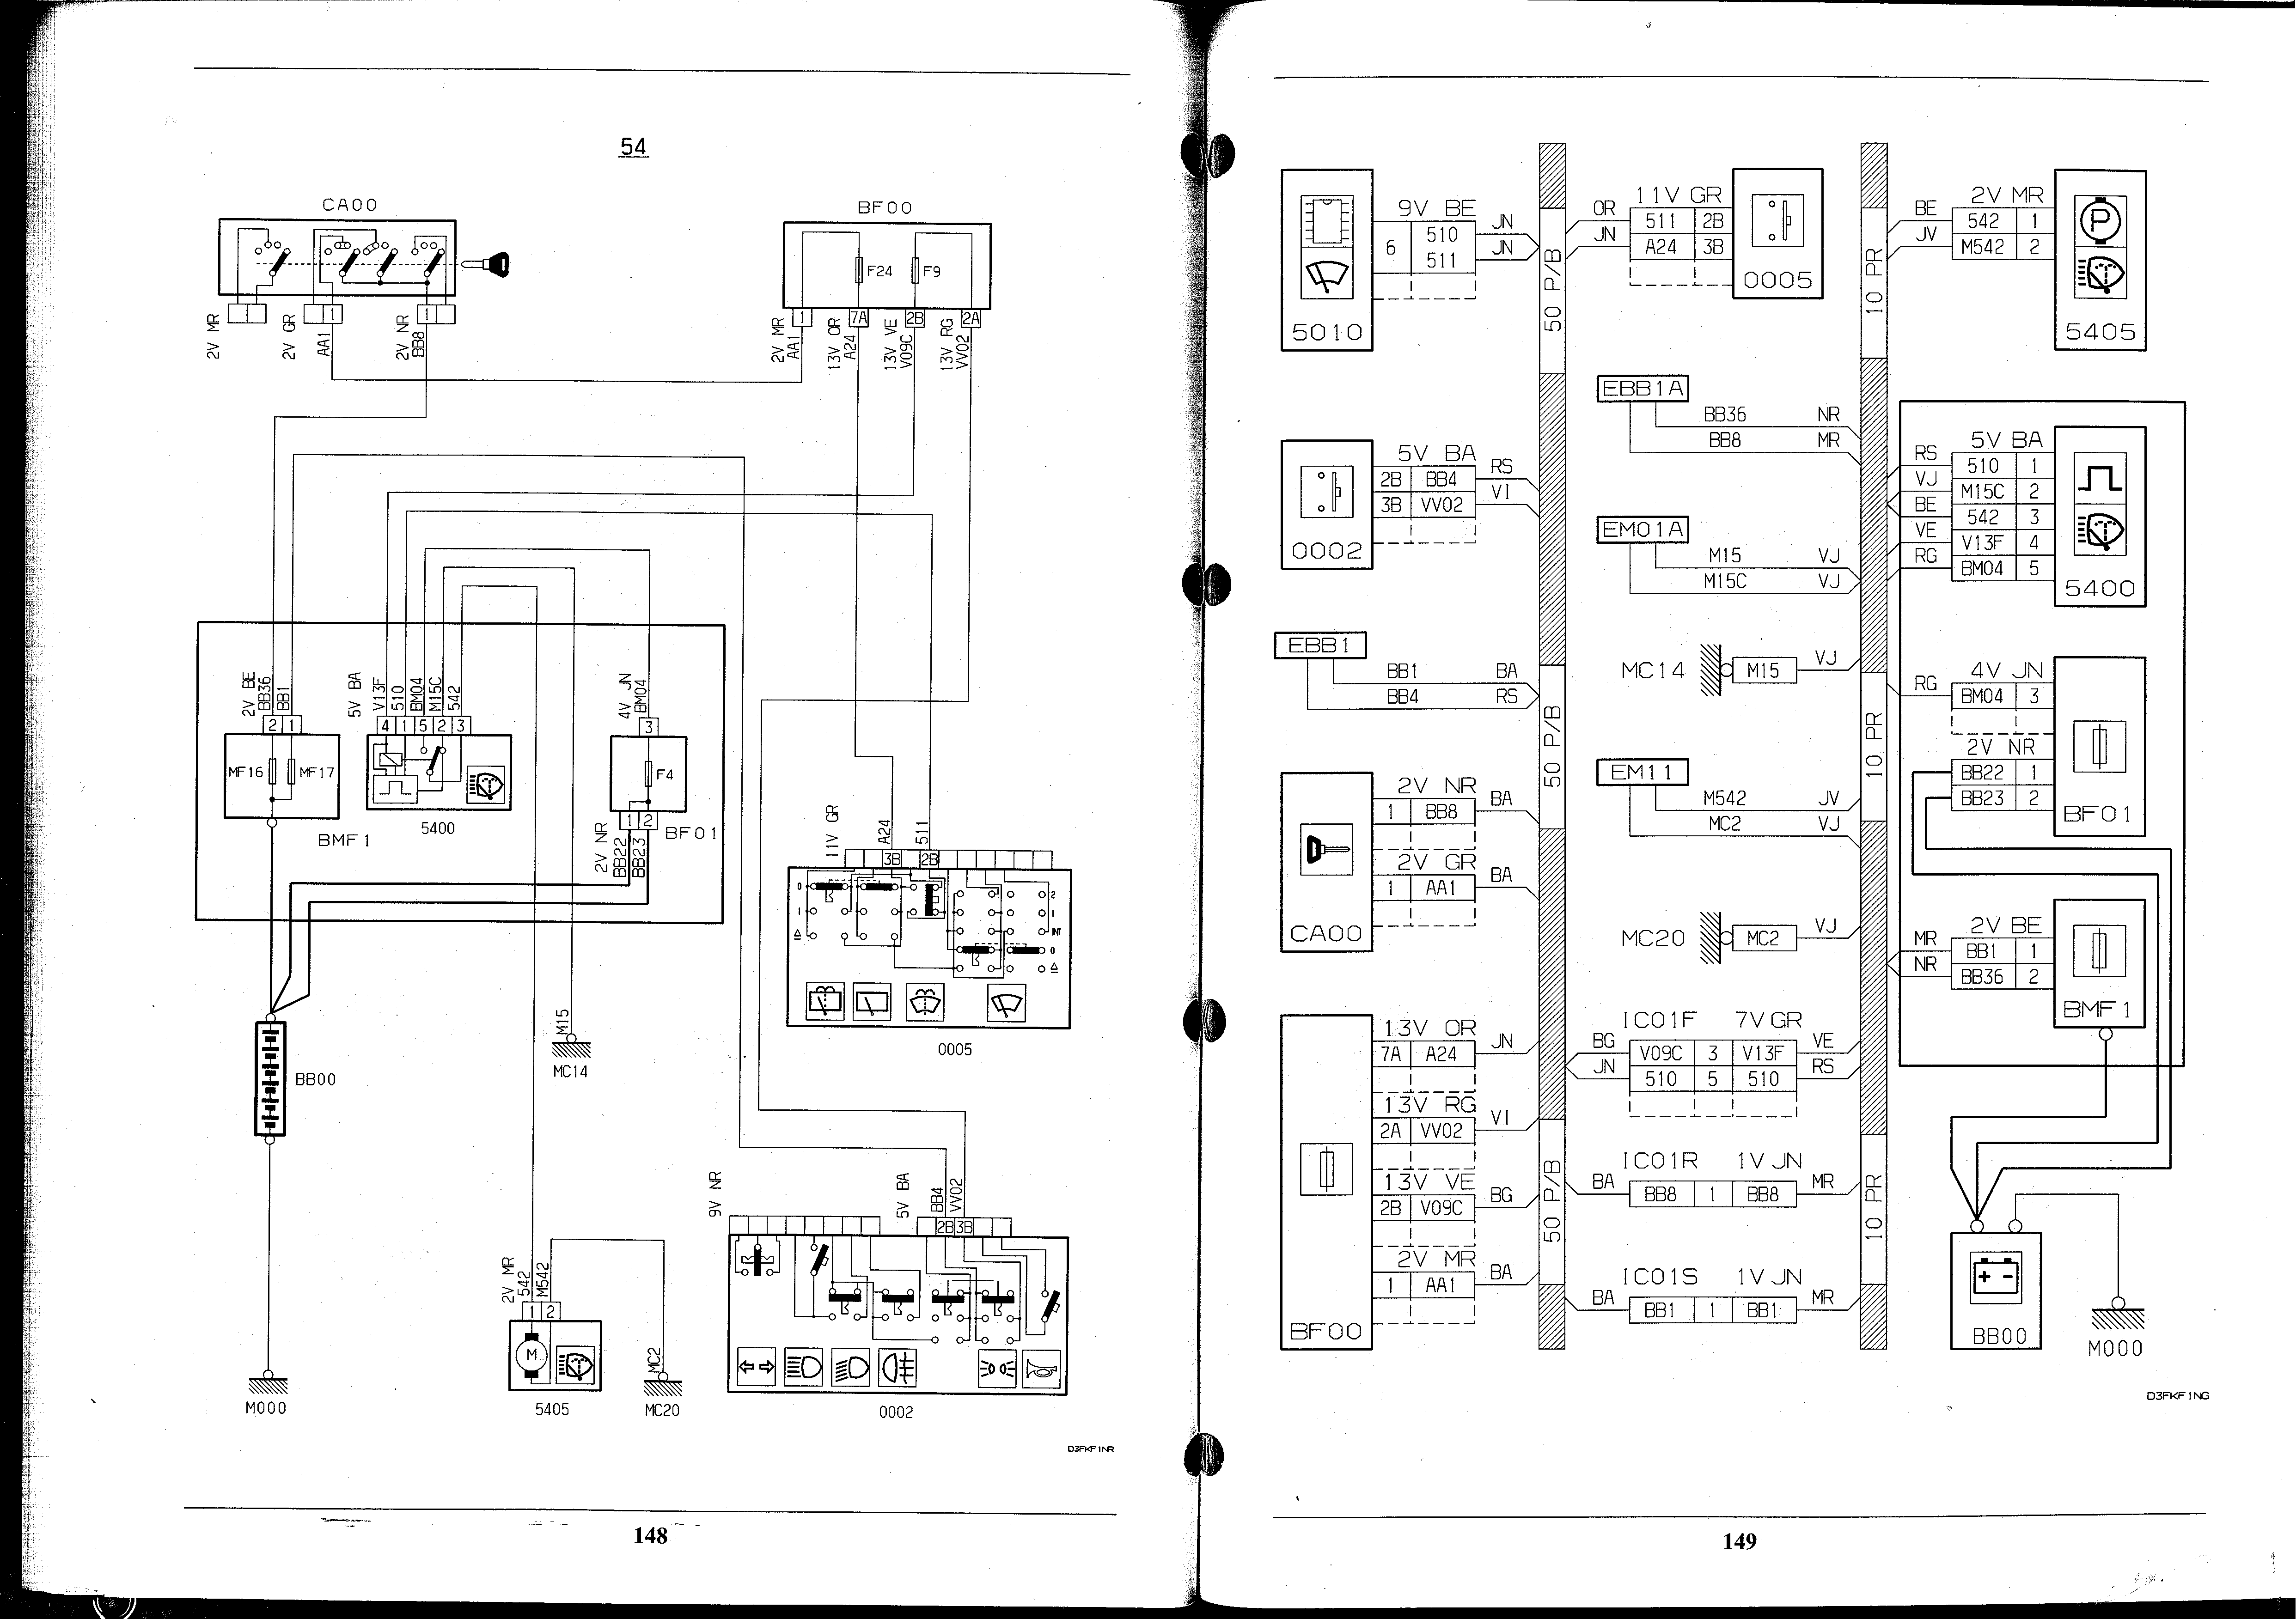 54
CA00
BF00
F24
F9
1
1
1
7A
2B
2A
2V MR
2V GR
AA1
2V NR
BB8
2V MR
AA1
13V OR
A24
13V VE
V09C
13V RG
VV02
2V BE
BB36
BB1
5V BA
V13F
510
BM04
M15C
542
4V JN
BM04
2
1
4
1
5
2
3
3
MF16
MF17
F4
BMF1
5400
1
2
BF01
2V NR
BB22
BB23
11V GR
A24
511
3B
2B
0
1
2
1
INT
0
0005
M15
MC14
BB00
9V NR
5V BA
BB4
VV02
2B
3B
2V MR
542
M542
1
2
M
MC2
M000
5405
MC20
0002
D3FKF1NR
148
5010
9V BE
6
510
511
JN
JN
50 P/B
OR
JN
11V GR
511
2B
A24
3B
0005
10 PR
BE
JV
2V MR
542
1
M542
2
5405
EBB1A
BB36
NR
BB8
MR
0002
5V BA
2B
BB4
RS
3B
VV02
VI
EM01A
M15
VJ
M15C
VJ
5V BA
RS
510
1
VJ
M15C
2
BE
542
3
VE
V13F
4
RG
BM04
5
5400
EBB1
BB1
BA
BB4
RS
50 P/B
MC14
M15
VJ
10 PR
4V JN
RG
BM04
3
2V NR
BB22
1
BB23
2
BF01
EM11
M542
JV
MC2
VJ
CA00
2V NR
1
BB8
BA
2V GR
1
AA1
BA
MC20
MC2
VJ
2V BE
MR
BB1
1
NR
BB36
2
BMF1
BF00
13V OR
7A
A24
JN
13V RG
2A
VV02
VI
13V VE
2B
V09C
BG
2V MR
1
AA1
BA
50 P/B
IC01F
7V GR
BG
V09C
3
V13F
VE
JN
510
5
510
RS
IC01R
1V JN
BA
BB8
1
BB8
MR
IC01S
1V JN
BA
BB1
1
BB1
MR
10 PR
BB00
M000
D3FKF1NG
149